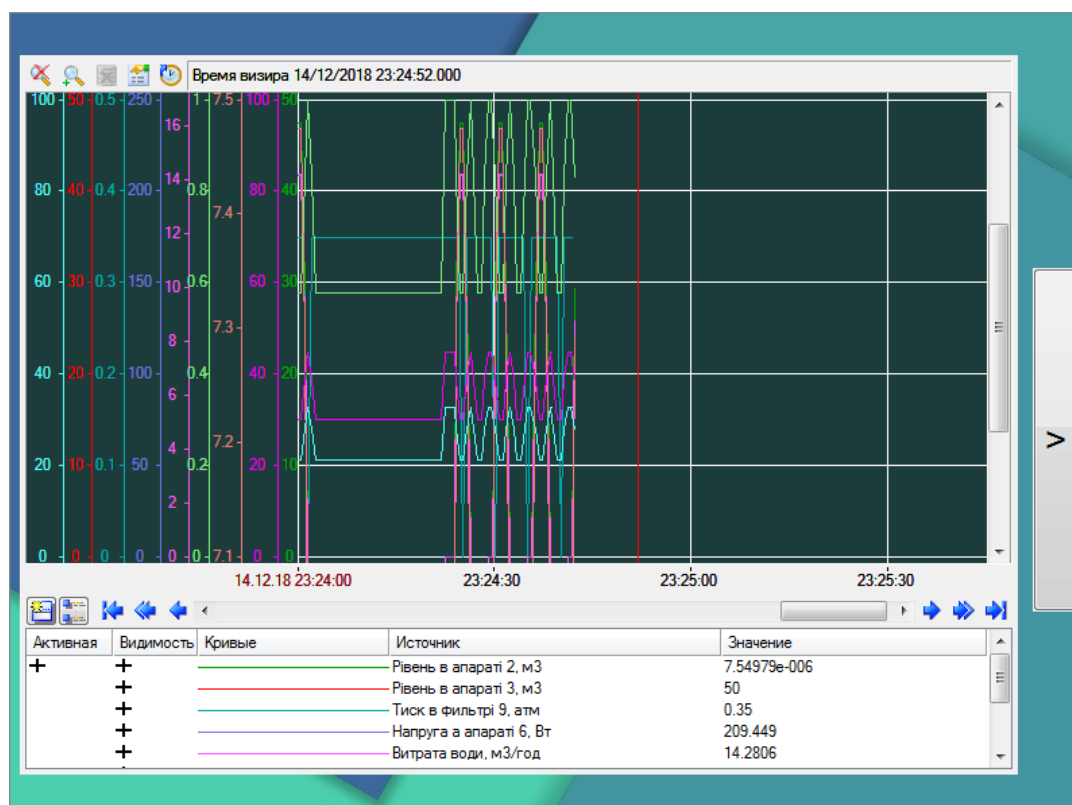 Время визира 14/12/2018 23:24:52.000
100 50 0.5 250 1 7.5 100 50
16
14
80 40 0.4 200 0.8 80 40
7.4
12
60 30 0.3 150 10 0.6 60 30
7.3
8
40 20 0.2 100 0.4 40 20
6
7.2
4
20 10 0.1 50 0.2 20 10
2
0 0 0 0 0 0 7.1 0 0
14.12.18 23:24:00 23:24:30 23:25:00 23:25:30
>
Активная Видимость Кривые Источник Значение
Рівень в апараті 2, м3 7.54979e-006
Рівень в апараті 3, м3 50
Тиск в фильтрі 9, атм 0.35
Напруга а апараті 6, Вт 209.449
Витрата води, м3/год 14.2806